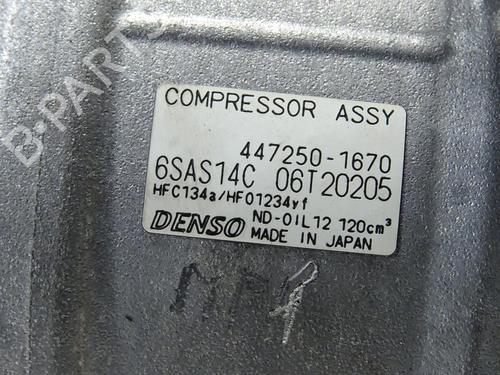 B-PARTS
COMPRESSOR ASSY
447250-1670
6SAS14C 06T20205
HFC134a/HFO1234yf
ND-OIL12 120cm³
DENSO
MADE IN JAPAN